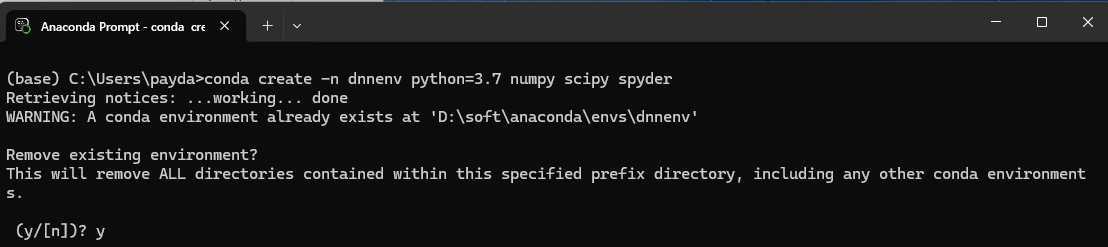 Anaconda Prompt - conda cre
(base) C:\Users\payda>conda create -n dnnenv python=3.7 numpy scipy spyder
Retrieving notices: ...working... done
WARNING: A conda environment already exists at 'D:\soft\anaconda\envs\dnnenv'
Remove existing environment?
This will remove ALL directories contained within this specified prefix directory, including any other conda environment
s.
(y/[n])? y